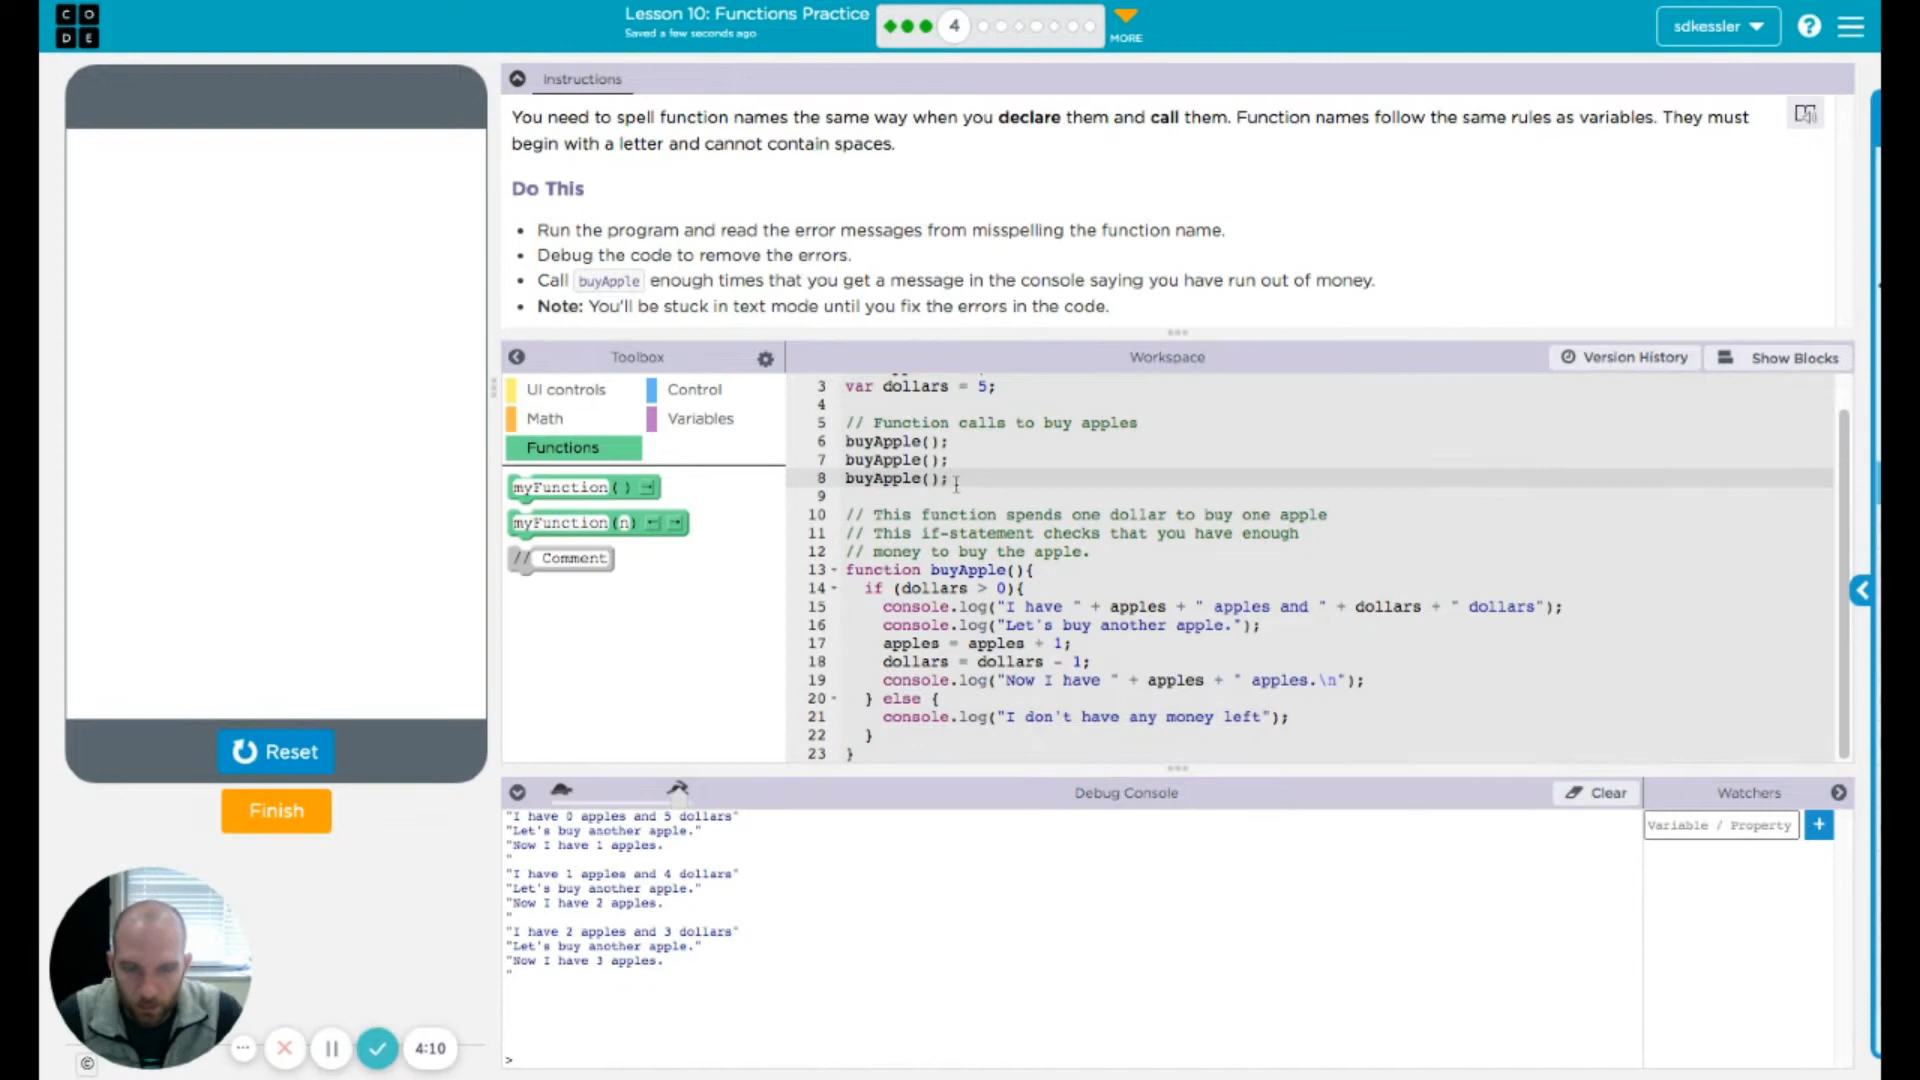 CO
DE
Lesson 10: Functions Practice
Saved a few seconds ago
4
MORE
sdkessler
?
Instructions
You need to spell function names the same way when you declare them and call them. Function names follow the same rules as variables. They must
begin with a letter and cannot contain spaces.
Do This
• Run the program and read the error messages from misspelling the function name.
• Debug the code to remove the errors.
• Call buyApple enough times that you get a message in the console saying you have run out of money.
• Note: You'll be stuck in text mode until you fix the errors in the code.
Toolbox
Workspace
Version History
Show Blocks
UI controls
Control
Math
Variables
Functions
myFunction()
myFunction(n)
// Comment
3 var dollars = 5;
4
5 // Function calls to buy apples
6 buyApple();
7 buyApple();
8 buyApple();
9
10 // This function spends one dollar to buy one apple
11 // This if-statement checks that you have enough
12 // money to buy the apple.
13 function buyApple(){
14 if (dollars > 0){
15 console.log("I have " + apples + " apples and " + dollars + " dollars");
16 console.log("Let's buy another apple.");
17 apples = apples + 1;
18 dollars = dollars - 1;
19 console.log("Now I have " + apples + " apples.\n");
20 } else {
21 console.log("I don't have any money left");
22 }
23 }
Reset
Finish
Debug Console
Clear
Watchers
Variable / Property
+
"I have 0 apples and 5 dollars"
"Let's buy another apple."
"Now I have 1 apples.
"
"I have 1 apples and 4 dollars"
"Let's buy another apple."
"Now I have 2 apples.
"
"I have 2 apples and 3 dollars"
"Let's buy another apple."
"Now I have 3 apples.
"
>
4:10
©